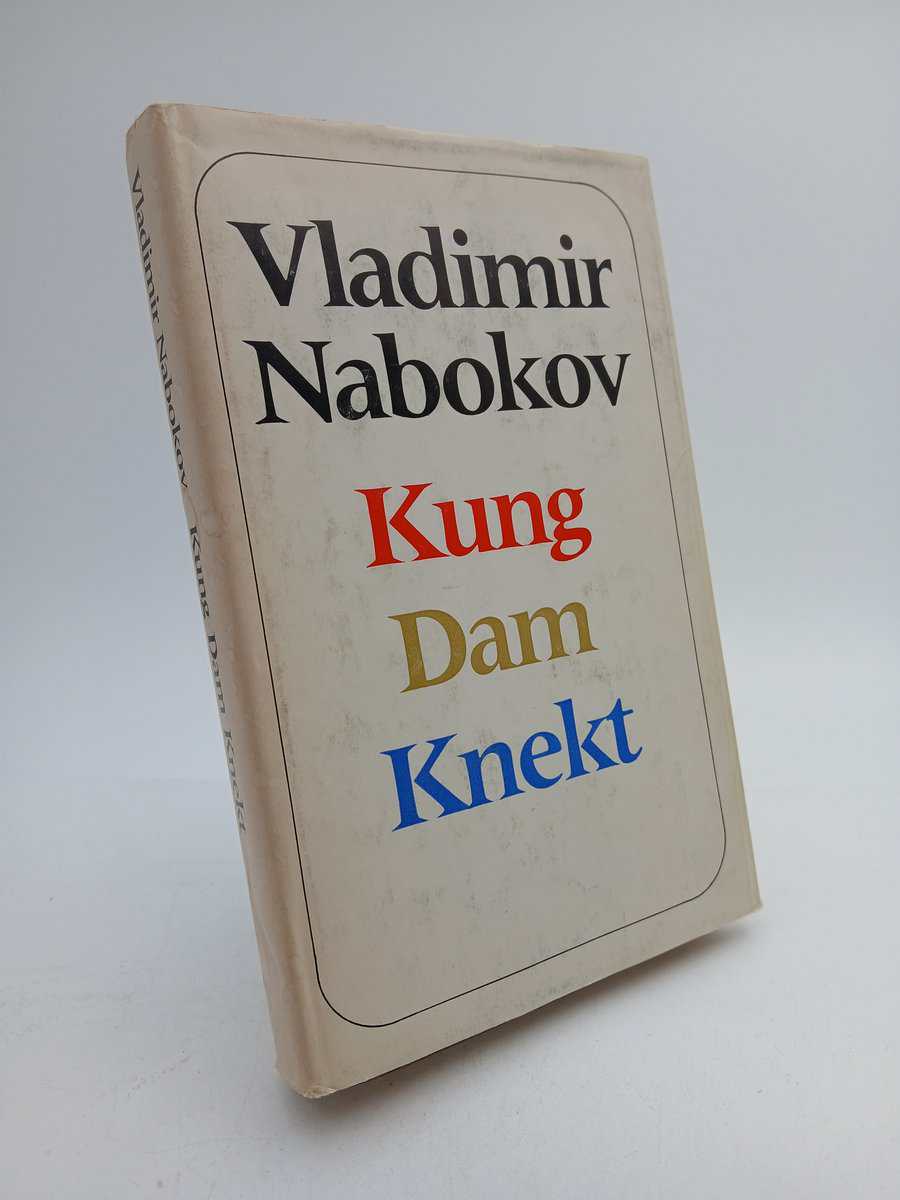 Vladimir
Nabokov
Kung
Dam
Knekt
Vladimir Nabokov Kung Dam Knekt